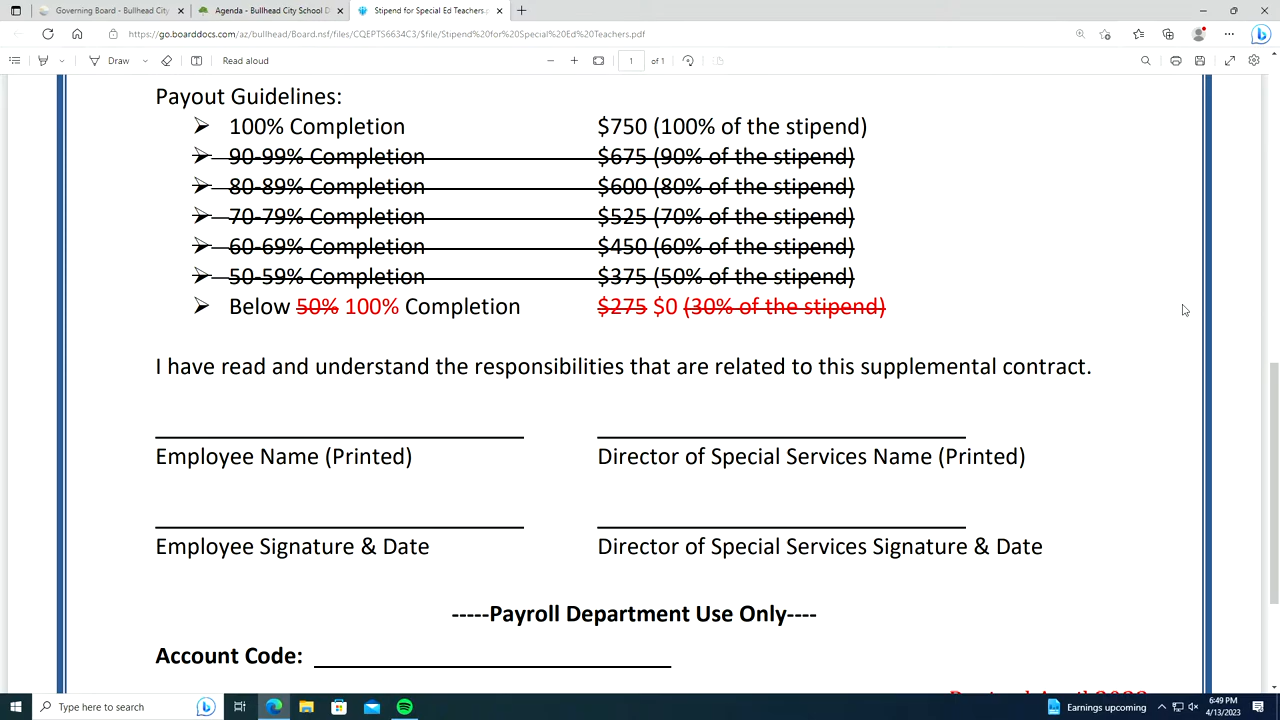 Governing Board - Bullhead City
Agenda - Bullhead City School D
Stipend for Special Ed Teachers
https://go.boarddocs.com/az/bullhead/Board.nsf/files/CQEPTS6634C3/$file/Stipend%20for%20Special%20Ed%20Teachers.pdf
Draw
Read aloud
1 of 1
Payout Guidelines:
100% Completion $750 (100% of the stipend)
90-99% Completion $675 (90% of the stipend)
80-89% Completion $600 (80% of the stipend)
70-79% Completion $525 (70% of the stipend)
60-69% Completion $450 (60% of the stipend)
50-59% Completion $375 (50% of the stipend)
Below 50% 100% Completion $275 $0 (30% of the stipend)
I have read and understand the responsibilities that are related to this supplemental contract.
Employee Name (Printed) Director of Special Services Name (Printed)
Employee Signature & Date Director of Special Services Signature & Date
-----Payroll Department Use Only----
Account Code:
Type here to search
Earnings upcoming
6:49 PM
4/13/2023